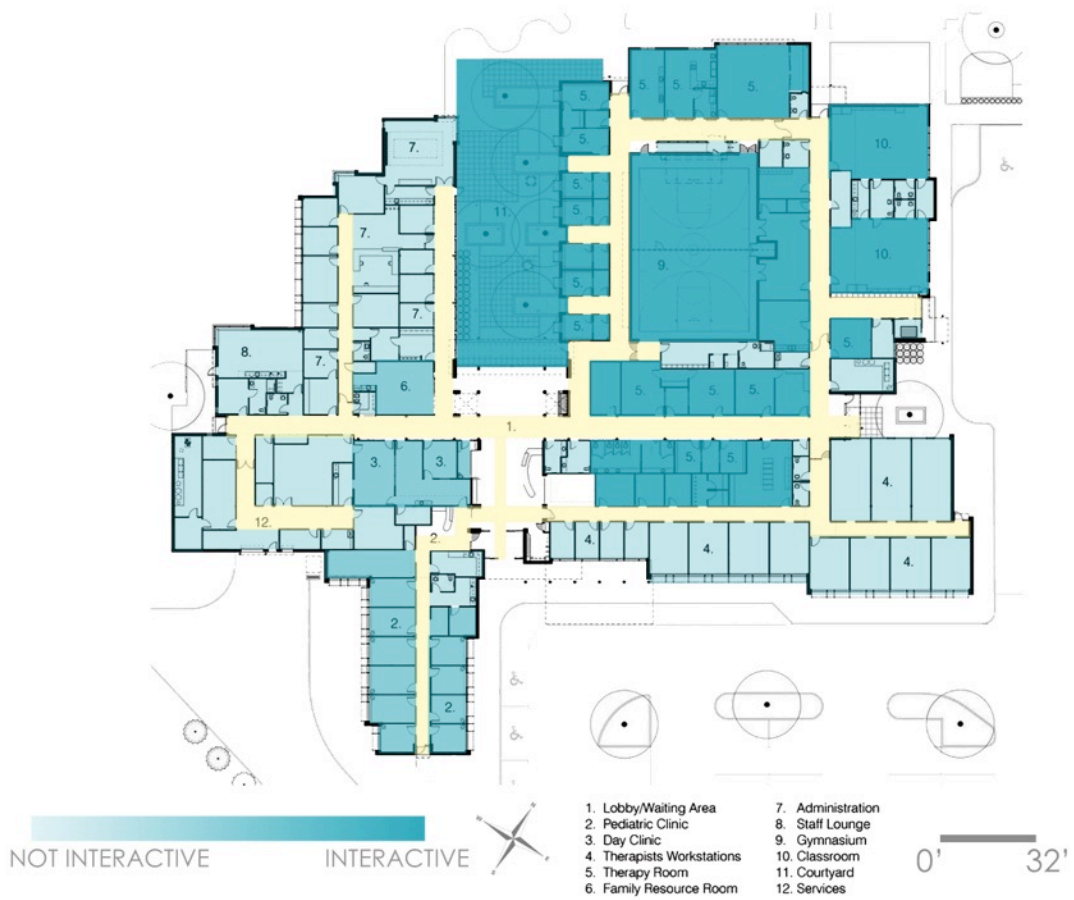 5.
5.
5.
5.
10.
7.
5.
5.
11.
5.
7.
9.
10.
5.
5.
7.
5.
8.
7.
6.
5.
5.
5.
1.
3.
3.
5.
5.
4.
12.
2.
4.
4.
4.
2.
2.
NOT INTERACTIVE
INTERACTIVE
1. Lobby/Waiting Area
2. Pediatric Clinic
3. Day Clinic
4. Therapists Workstations
5. Therapy Room
6. Family Resource Room
7. Administration
8. Staff Lounge
9. Gymnasium
10. Classroom
11. Courtyard
12. Services
0'
32'